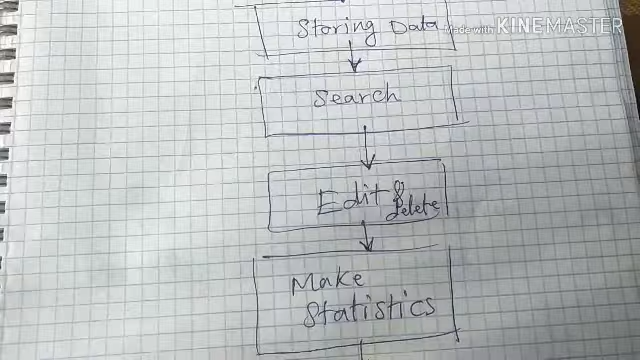 Storing Data
Made with KINEMASTER
Search
Edit &
delete
Make
Statistics